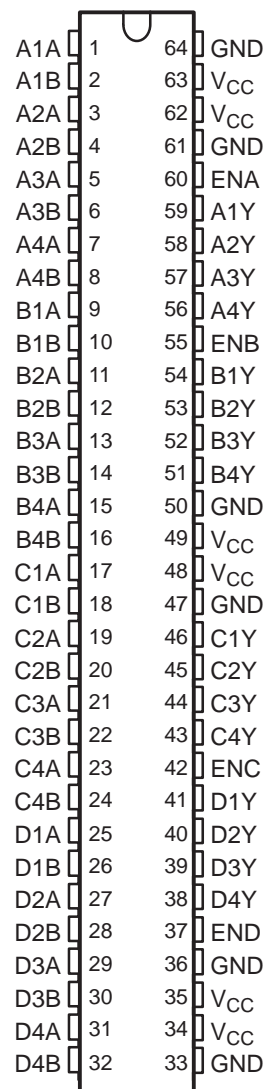 A1A 1 64 GND
A1B 2 63 VCC
A2A 3 62 VCC
A2B 4 61 GND
A3A 5 60 ENA
A3B 6 59 A1Y
A4A 7 58 A2Y
A4B 8 57 A3Y
B1A 9 56 A4Y
B1B 10 55 ENB
B2A 11 54 B1Y
B2B 12 53 B2Y
B3A 13 52 B3Y
B3B 14 51 B4Y
B4A 15 50 GND
B4B 16 49 VCC
C1A 17 48 VCC
C1B 18 47 GND
C2A 19 46 C1Y
C2B 20 45 C2Y
C3A 21 44 C3Y
C3B 22 43 C4Y
C4A 23 42 ENC
C4B 24 41 D1Y
D1A 25 40 D2Y
D1B 26 39 D3Y
D2A 27 38 D4Y
D2B 28 37 END
D3A 29 36 GND
D3B 30 35 VCC
D4A 31 34 VCC
D4B 32 33 GND